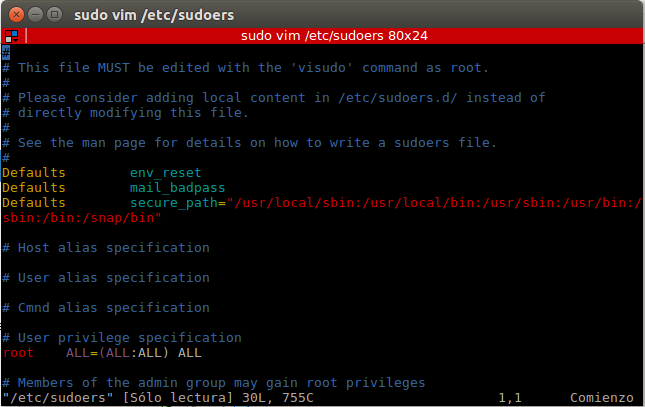 sudo vim /etc/sudoers
sudo vim /etc/sudoers 80x24
#
# This file MUST be edited with the 'visudo' command as root.
#
# Please consider adding local content in /etc/sudoers.d/ instead of
# directly modifying this file.
#
# See the man page for details on how to write a sudoers file.
#
Defaults        env_reset
Defaults        mail_badpass
Defaults        secure_path="/usr/local/sbin:/usr/local/bin:/usr/sbin:/usr/bin:/
sbin:/bin:/snap/bin"
# Host alias specification
# User alias specification
# Cmnd alias specification
# User privilege specification
root    ALL=(ALL:ALL) ALL
# Members of the admin group may gain root privileges
"/etc/sudoers" [Sólo lectura] 30L, 755C                       1,1      Comienzo